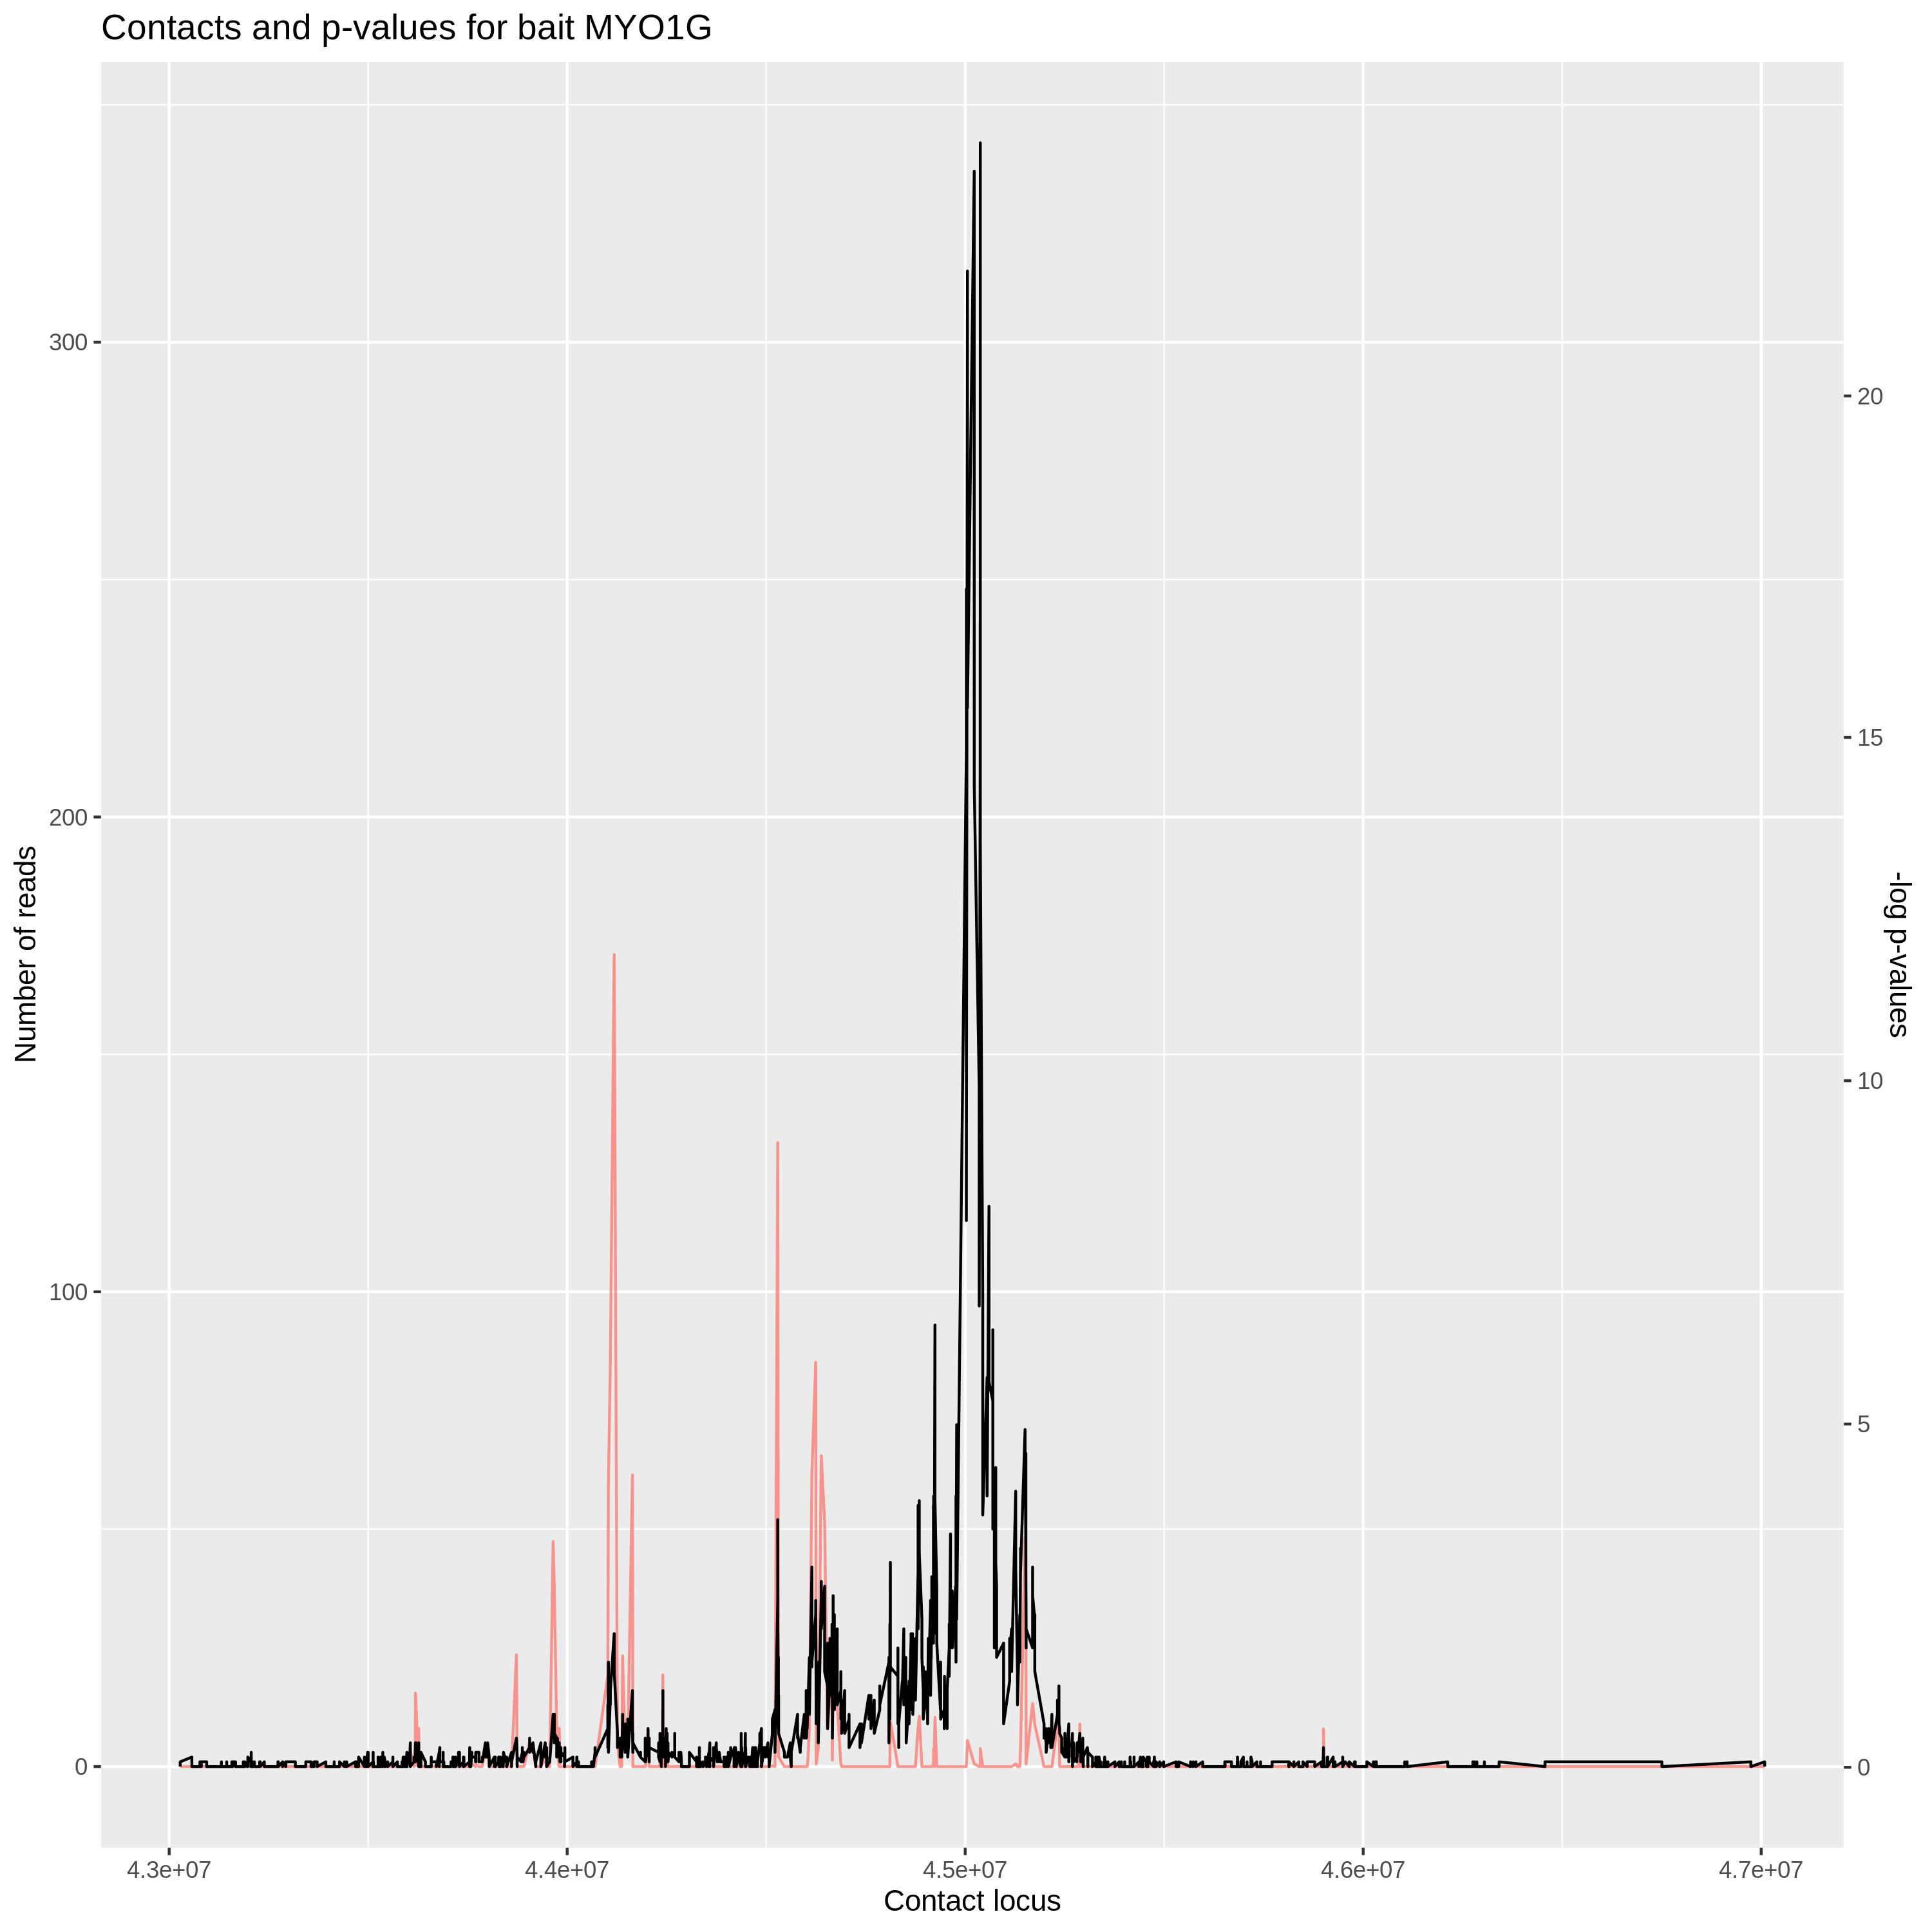 Contacts and p-values for bait MYO1G
300
200
100
0
Number of reads
20
15
10
5
0
-log p-values
4.3e+07 4.4e+07 4.5e+07 4.6e+07 4.7e+07
Contact locus